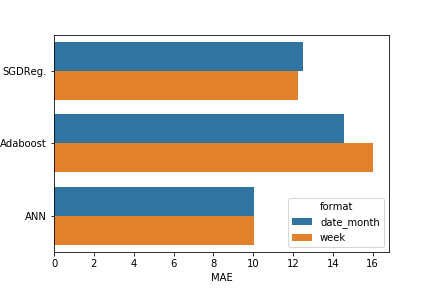 SGDReg.
Adaboost
ANN
format
date_month
week
0 2 4 6 8 10 12 14 16
MAE